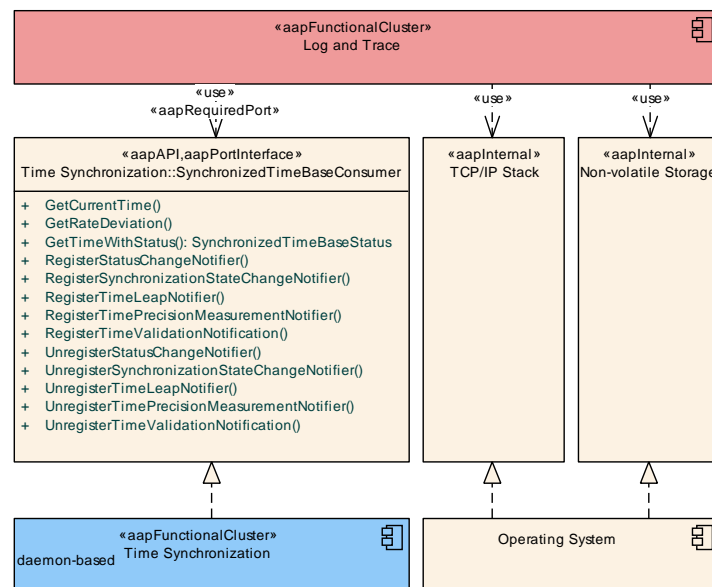 «aapFunctionalCluster»
Log and Trace
«use»
«aapRequiredPort»
«use»
«use»
«aapAPI,aapPortInterface»
Time Synchronization::SynchronizedTimeBaseConsumer
+ GetCurrentTime()
+ GetRateDeviation()
+ GetTimeWithStatus(): SynchronizedTimeBaseStatus
+ RegisterStatusChangeNotifier()
+ RegisterSynchronizationStateChangeNotifier()
+ RegisterTimeLeapNotifier()
+ RegisterTimePrecisionMeasurementNotifier()
+ RegisterTimeValidationNotification()
+ UnregisterStatusChangeNotifier()
+ UnregisterSynchronizationStateChangeNotifier()
+ UnregisterTimeLeapNotifier()
+ UnregisterTimePrecisionMeasurementNotifier()
+ UnregisterTimeValidationNotification()
«aapInternal»
TCP/IP Stack
«aapInternal»
Non-volatile Storage
«aapFunctionalCluster»
Time Synchronization
daemon-based
Operating System